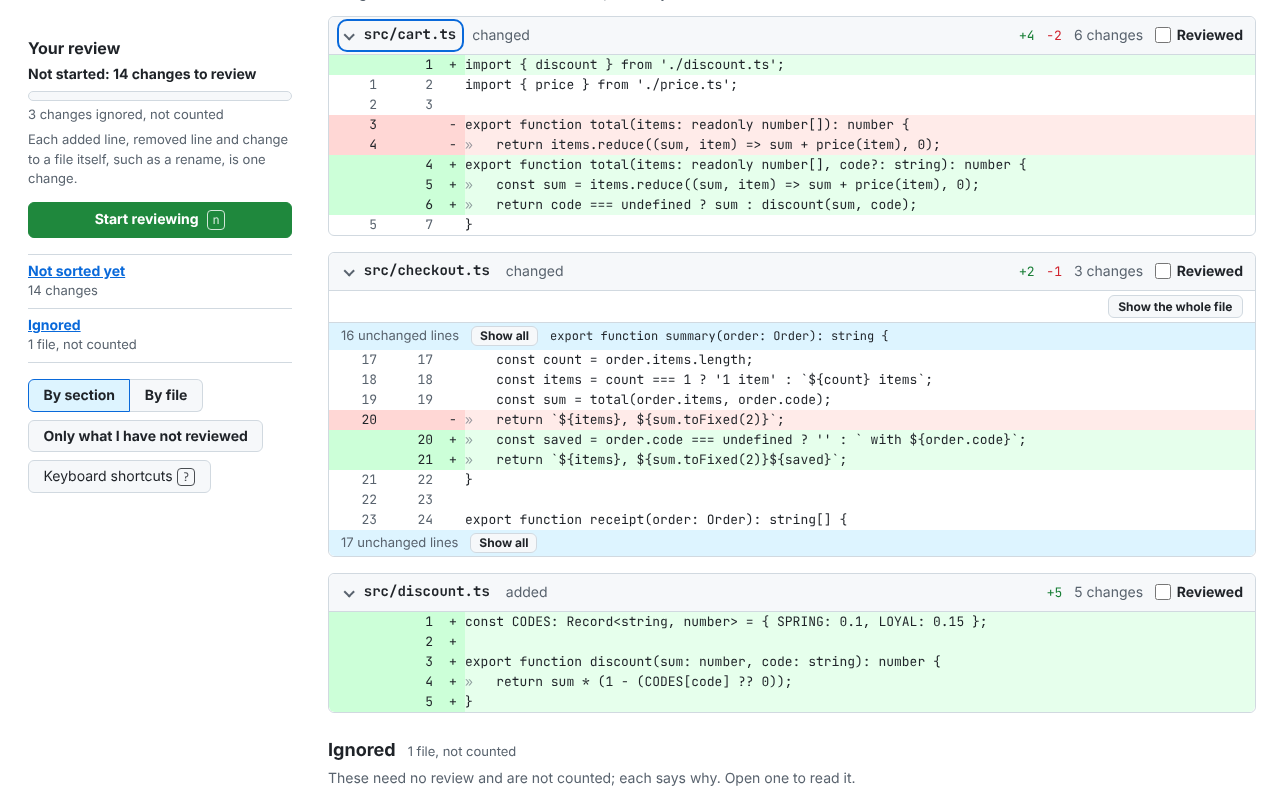 Your review
Not started: 14 changes to review
3 changes ignored, not counted
Each added line, removed line and change
to a file itself, such as a rename, is one
change.
Start reviewing n
Not sorted yet
14 changes
Ignored
1 file, not counted
By section By file
Only what I have not reviewed
Keyboard shortcuts ?
src/cart.ts changed +4 -2 6 changes Reviewed
1 + import { discount } from './discount.ts';
1 2 import { price } from './price.ts';
2 3
3 - export function total(items: readonly number[]): number {
4 - » return items.reduce((sum, item) => sum + price(item), 0);
4 + export function total(items: readonly number[], code?: string): number {
5 + » const sum = items.reduce((sum, item) => sum + price(item), 0);
6 + » return code === undefined ? sum : discount(sum, code);
5 7 }
src/checkout.ts changed +2 -1 3 changes Reviewed
Show the whole file
16 unchanged lines Show all export function summary(order: Order): string {
17 17 const count = order.items.length;
18 18 const items = count === 1 ? '1 item' : `${count} items`;
19 19 const sum = total(order.items, order.code);
20 - » return `${items}, ${sum.toFixed(2)}`;
20 + » const saved = order.code === undefined ? '' : ` with ${order.code}`;
21 + » return `${items}, ${sum.toFixed(2)}${saved}`;
21 22 }
22 23
23 24 export function receipt(order: Order): string[] {
17 unchanged lines Show all
src/discount.ts added +5 5 changes Reviewed
1 + const CODES: Record<string, number> = { SPRING: 0.1, LOYAL: 0.15 };
2 +
3 + export function discount(sum: number, code: string): number {
4 + » return sum * (1 - (CODES[code] ?? 0));
5 + }
Ignored 1 file, not counted
These need no review and are not counted; each says why. Open one to read it.